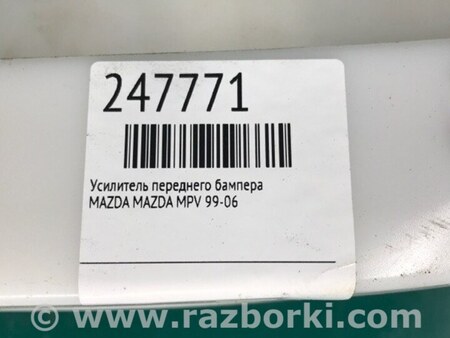 247771
Усилитель переднего бампера
MAZDA MAZDA MPV 99-06
© www.razborki.com